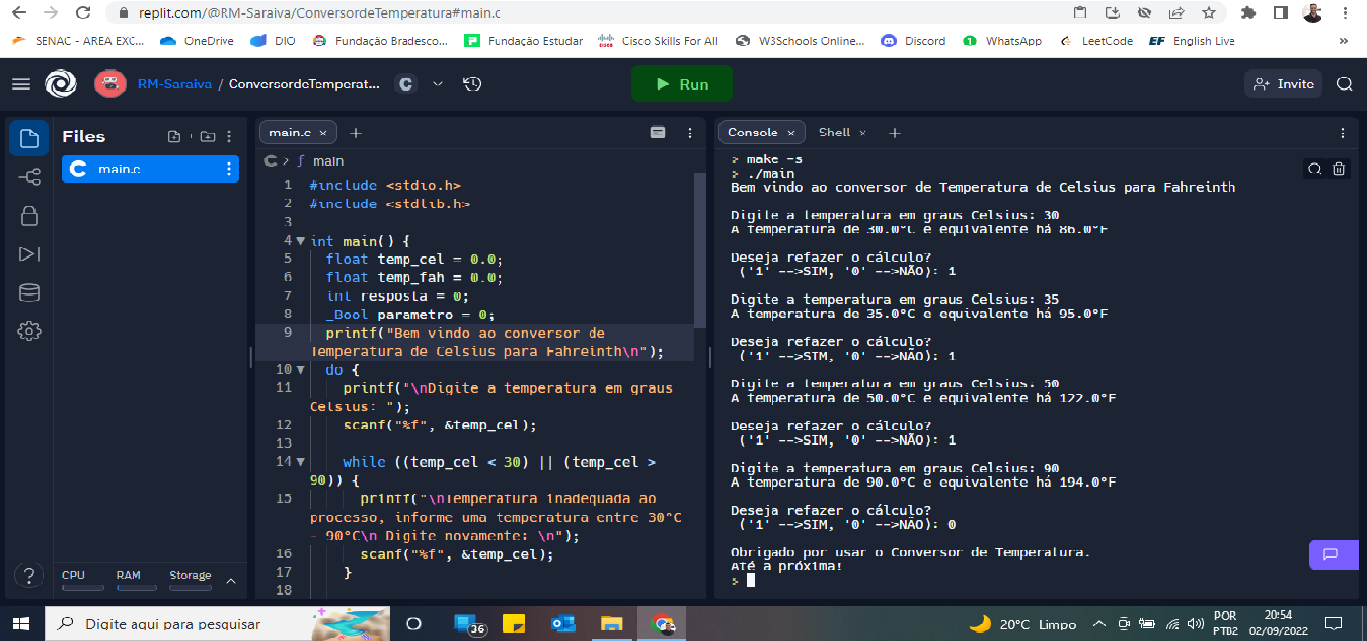 replit.com/@RM-Saraiva/ConversordeTemperatura#main.c
SENAC - AREA EXC... OneDrive DIO Fundação Bradesco... Fundação Estudar Cisco Skills For All W3Schools Online... Discord WhatsApp LeetCode EF English Live »
RM-Saraiva / ConversordeTemperat... C Run Invite
Files
main.c
CPU RAM Storage
main.c × +
C > f main
1 #include <stdio.h>
2 #include <stdlib.h>
3
4 int main() {
5 float temp_cel = 0.0;
6 float temp_fah = 0.0;
7 int resposta = 0;
8 _Bool parametro = 0;
9 printf("Bem vindo ao conversor de
Temperatura de Celsius para Fahreinth\n");
10 do {
11 printf("\nDigite a temperatura em graus
Celsius: ");
12 scanf("%f", &temp_cel);
13
14 while ((temp_cel < 30) || (temp_cel >
90)) {
15 printf("\nTemperatura inadequada ao
processo, informe uma temperatura entre 30°C
- 90°C\n Digite novamente: \n");
16 scanf("%f", &temp_cel);
17 }
18
Console × Shell × +
> make -s
> ./main
Bem vindo ao conversor de Temperatura de Celsius para Fahreinth
Digite a temperatura em graus Celsius: 30
A temperatura de 30.0°C e equivalente há 86.0°F
Deseja refazer o cálculo?
('1' -->SIM, '0' -->NÃO): 1
Digite a temperatura em graus Celsius: 35
A temperatura de 35.0°C e equivalente há 95.0°F
Deseja refazer o cálculo?
('1' -->SIM, '0' -->NÃO): 1
Digite a temperatura em graus Celsius: 50
A temperatura de 50.0°C e equivalente há 122.0°F
Deseja refazer o cálculo?
('1' -->SIM, '0' -->NÃO): 1
Digite a temperatura em graus Celsius: 90
A temperatura de 90.0°C e equivalente há 194.0°F
Deseja refazer o cálculo?
('1' -->SIM, '0' -->NÃO): 0
Obrigado por usar o Conversor de Temperatura.
Até a próxima!
>
Digite aqui para pesquisar
36
20°C Limpo
POR
PTB2
20:54
02/09/2022